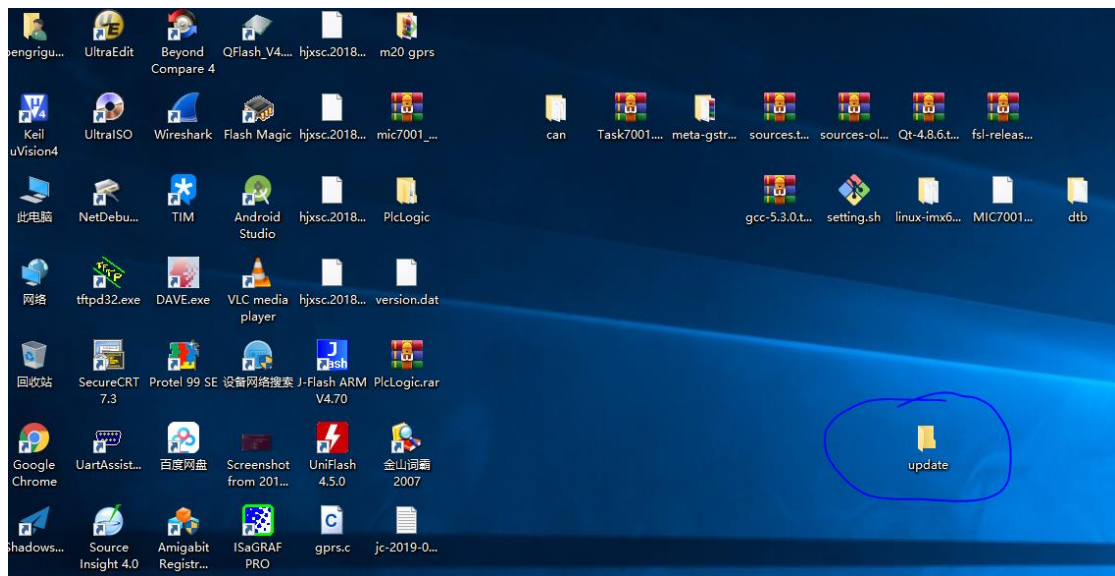 engrigu... UltraEdit Beyond Compare 4 QFlash_V4.... hjxsc.2018... m20 gprs
Keil uVision4 UltraISO Wireshark Flash Magic hjxsc.2018... mic7001_... can Task7001.... meta-gstr... sources.t... sources-ol... Qt-4.8.6.t... fsl-releas...
此电脑 NetDebu... TIM Android Studio hjxsc.2018... PlcLogic gcc-5.3.0.t... setting.sh linux-imx6... MIC7001... dtb
网络 tftpd32.exe DAVE.exe VLC media player hjxsc.2018... version.dat
回收站 SecureCRT 7.3 Protel 99 SE 设备网络搜索 J-Flash ARM V4.70 PlcLogic.rar
Google Chrome UartAssist... 百度网盘 Screenshot from 201... UniFlash 4.5.0 金山词霸 2007 update
Shadows... Source Insight 4.0 Amigabit Registr... ISaGRAF PRO gprs.c jc-2019-0...